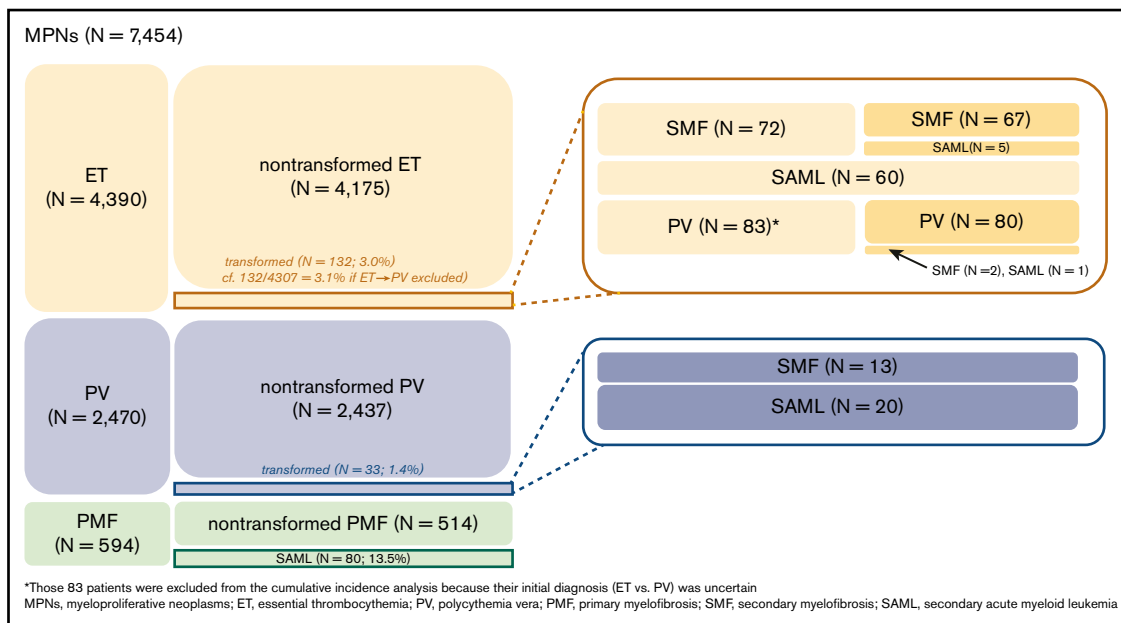 MPNs (N = 7,454)
ET
(N = 4,390)
nontransformed ET
(N = 4,175)
transformed (N = 132; 3.0%)
cf. 132/4307 = 3.1% if ET→PV excluded)
SMF (N = 72)
SMF (N = 67)
SAML(N = 5)
SAML (N = 60)
PV (N = 83)*
PV (N = 80)
SMF (N =2), SAML (N = 1)
PV
(N = 2,470)
nontransformed PV
(N = 2,437)
transformed (N = 33; 1.4%)
SMF (N = 13)
SAML (N = 20)
PMF
(N = 594)
nontransformed PMF (N = 514)
SAML (N = 80; 13.5%)
*Those 83 patients were excluded from the cumulative incidence analysis because their initial diagnosis (ET vs. PV) was uncertain
MPNs, myeloproliferative neoplasms; ET, essential thrombocythemia; PV, polycythemia vera; PMF, primary myelofibrosis; SMF, secondary myelofibrosis; SAML, secondary acute myeloid leukemia